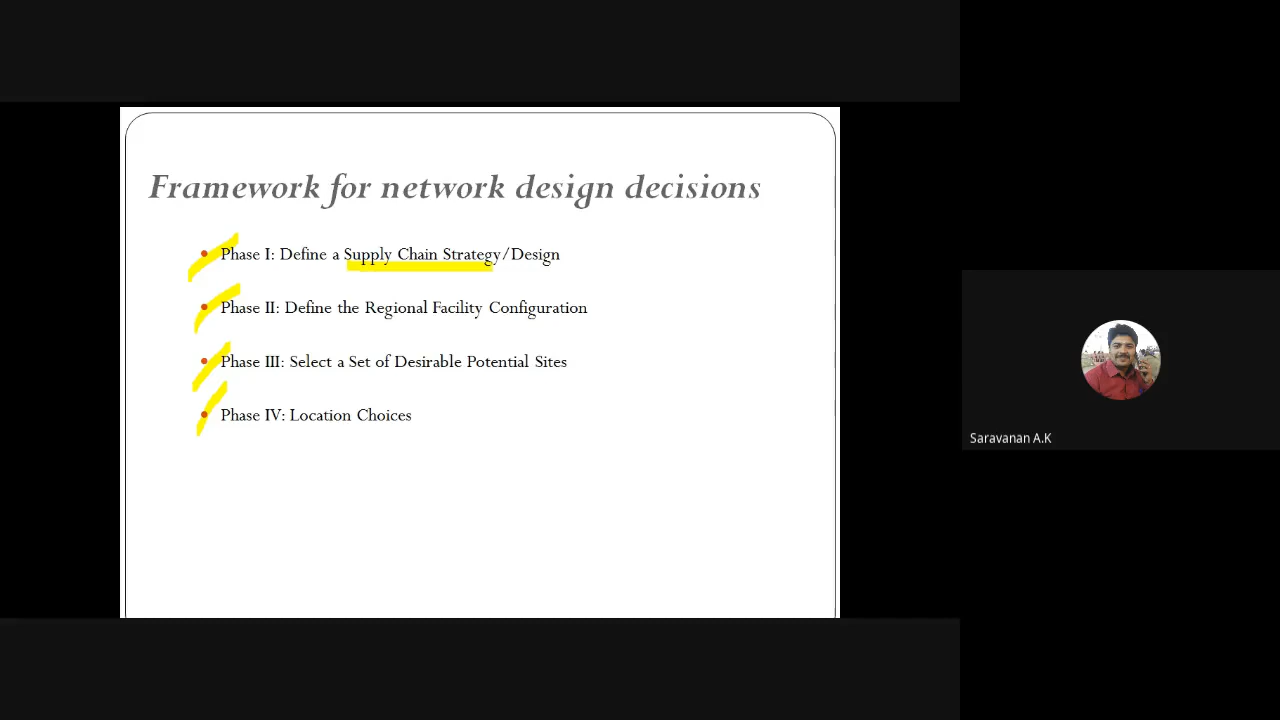 Framework for network design decisions
Phase I: Define a Supply Chain Strategy/Design
Phase II: Define the Regional Facility Configuration
Phase III: Select a Set of Desirable Potential Sites
Phase IV: Location Choices
Saravanan A.K